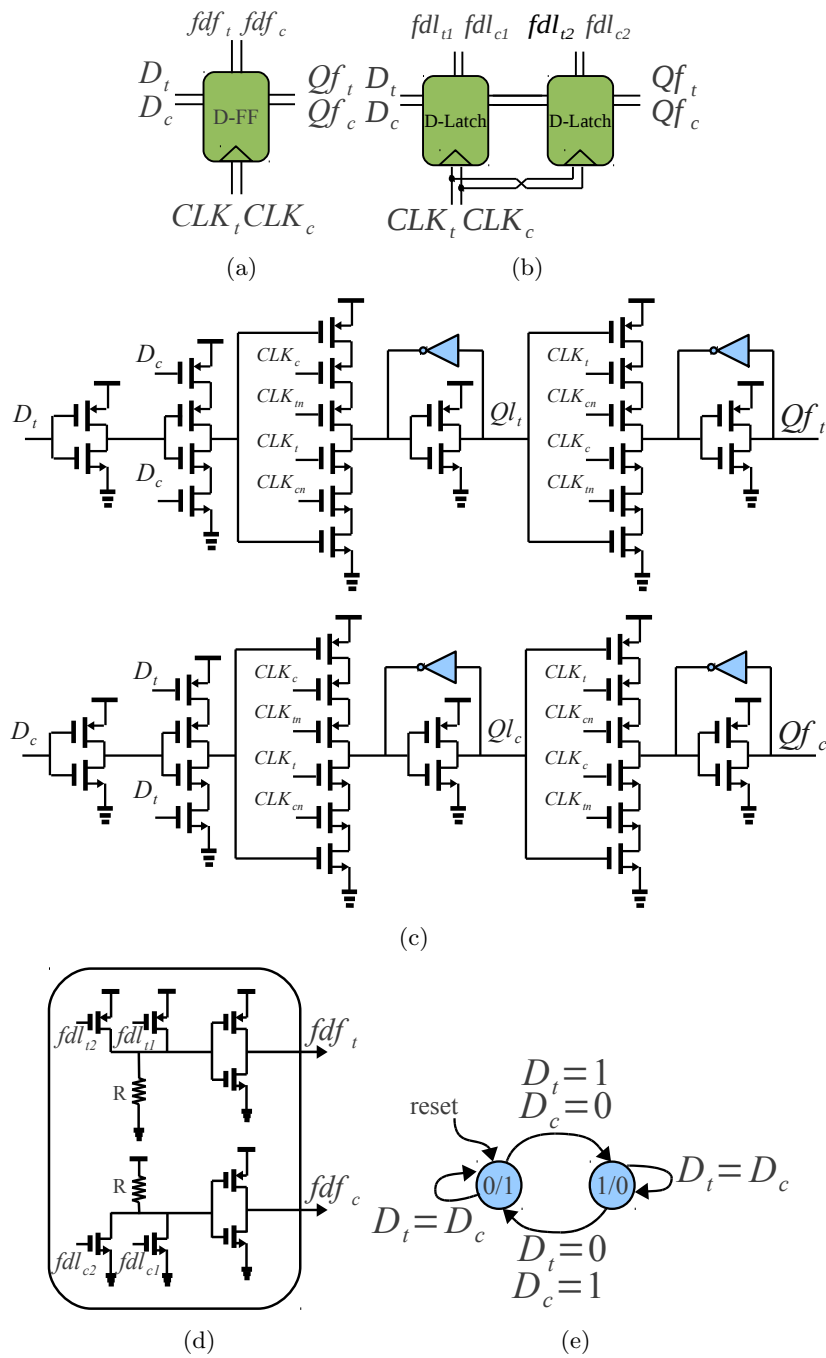 fdf_t fdf_c
D_t
D_c
D-FF
Qf_t
Qf_c
CLK_t CLK_c
(a)
fdl_t1 fdl_c1 fdl_t2 fdl_c2
D_t
D_c
D-Latch
D-Latch
Qf_t
Qf_c
CLK_t CLK_c
(b)
D_t
D_c
D_c
CLK_c
CLK_tn
CLK_t
CLK_cn
Ql_t
CLK_t
CLK_cn
CLK_c
CLK_tn
Qf_t
D_c
D_t
D_t
CLK_c
CLK_tn
CLK_t
CLK_cn
Ql_c
CLK_t
CLK_cn
CLK_c
CLK_tn
Qf_c
(c)
fdl_t2 fdl_t1
R
fdf_t
R
fdl_c2 fdl_c1
fdf_c
(d)
reset
D_t=1
D_c=0
0/1
1/0
D_t=D_c
D_t=D_c
D_t=0
D_c=1
(e)